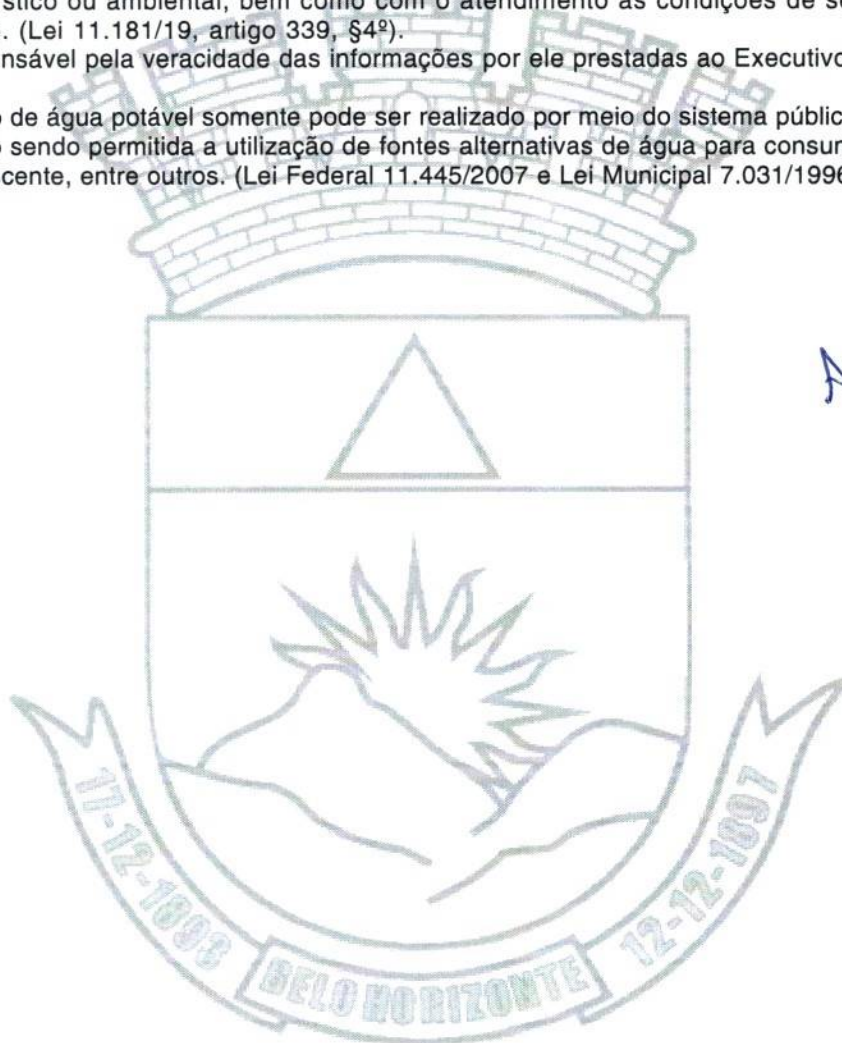 stico ou ambiental, bem como com o atendimento às condições de se
. (Lei 11.181/19, artigo 339, §4º).
nsável pela veracidade das informações por ele prestadas ao Executivo
o de água potável somente pode ser realizado por meio do sistema públic
o sendo permitida a utilização de fontes alternativas de água para consum
scente, entre outros. (Lei Federal 11.445/2007 e Lei Municipal 7.031/1996
17-12-1893
BELO HORIZONTE
12-12-1897